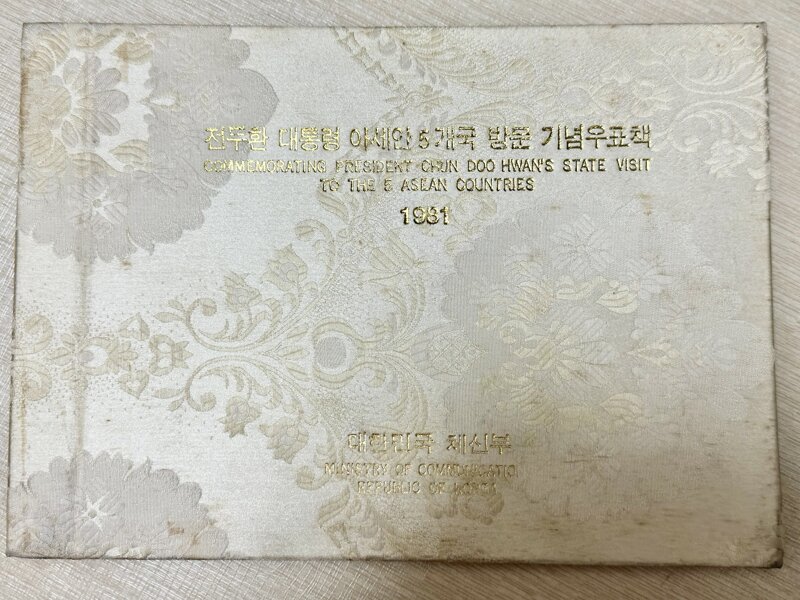 전두환 대통령 아세안 5개국 방문 기념우표책
COMMEMORATING PRESIDENT CHUN DOO HWAN'S STATE VISIT
TO THE 5 ASEAN COUNTRIES
1981
대한민국 체신부
MINISTRY OF COMMUNICATIO
REPUBLIC OF KOREA